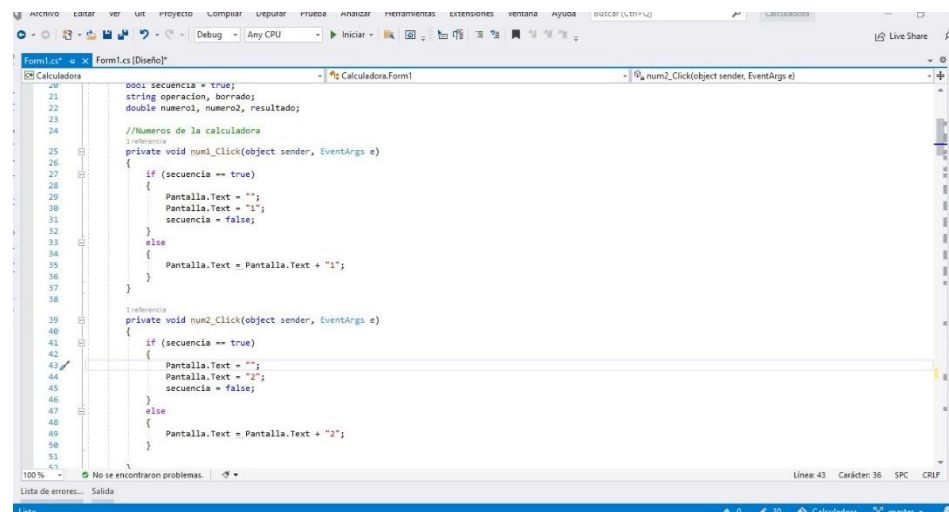 Archivo Editar Ver Git Proyecto Compilar Depurar Prueba Analizar Herramientas Extensiones Ventana Ayuda Buscar (Ctrl+Q) Calculadora
Debug Any CPU Iniciar Live Share
Form1.cs* Form1.cs [Diseño]*
Calculadora Calculadora.Form1 num2_Click(object sender, EventArgs e)
20 bool secuencia = true;
21 string operacion, borrado;
22 double numero1, numero2, resultado;
23
24 //Numeros de la calculadora
1 referencia
25 private void num1_Click(object sender, EventArgs e)
26 {
27 if (secuencia == true)
28 {
29 Pantalla.Text = "";
30 Pantalla.Text = "1";
31 secuencia = false;
32 }
33 else
34 {
35 Pantalla.Text = Pantalla.Text + "1";
36 }
37 }
38
1 referencia
39 private void num2_Click(object sender, EventArgs e)
40 {
41 if (secuencia == true)
42 {
43 Pantalla.Text = "";
44 Pantalla.Text = "2";
45 secuencia = false;
46 }
47 else
48 {
49 Pantalla.Text = Pantalla.Text + "2";
50 }
51
52 }
100 % No se encontraron problemas. Línea: 43 Carácter: 36 SPC CRLF
Lista de errores... Salida
Listo 0 30 Calculadora master